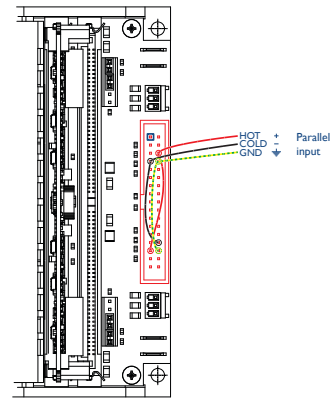 HOT + Parallel
COLD – input
GND